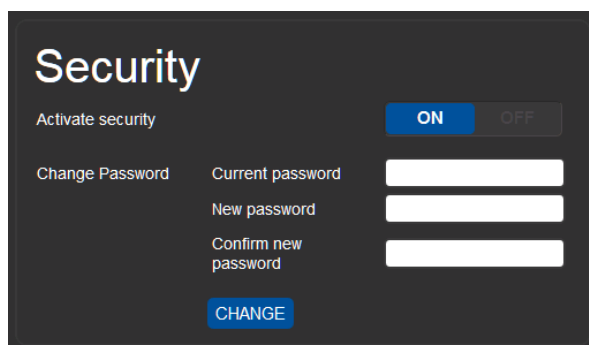 Security
Activate security ON OFF
Change Password Current password
New password
Confirm new
password
CHANGE